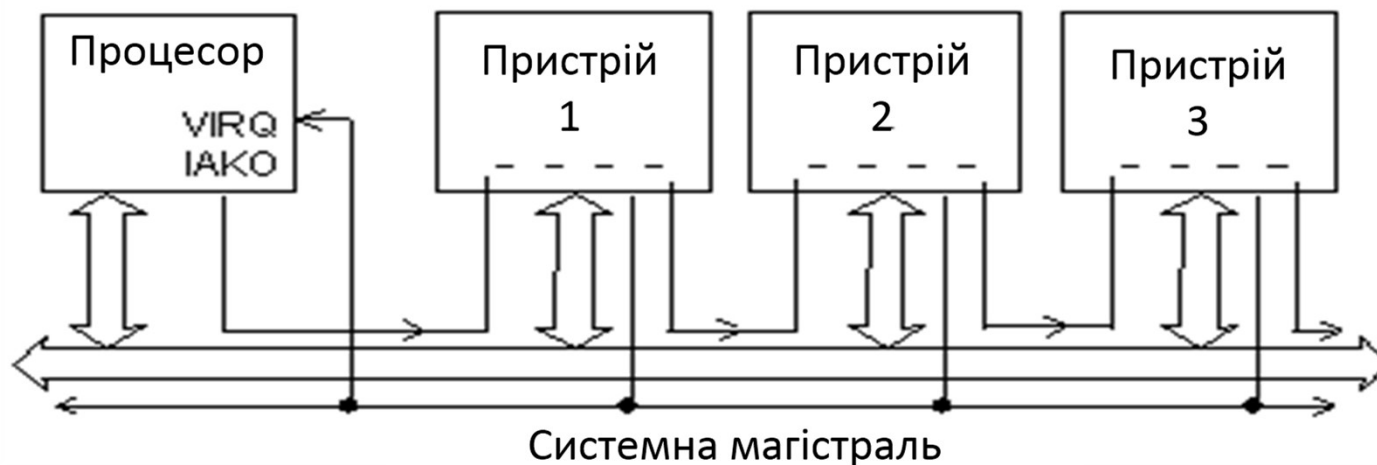 Процесор
VIRQ
IAKO
Пристрій
1
Пристрій
2
Пристрій
3
Системна магістраль